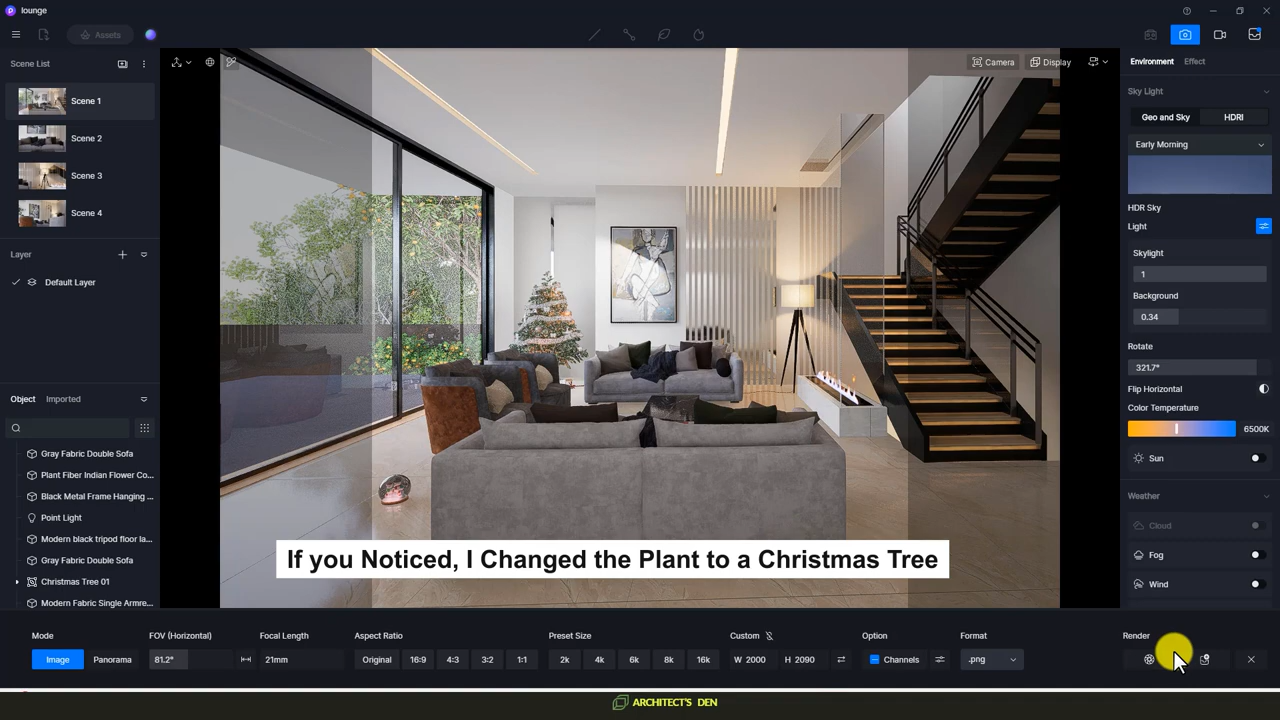 lounge
Assets
Scene List
Scene 1
Scene 2
Scene 3
Scene 4
Layer
Default Layer
Object Imported
Gray Fabric Double Sofa
Plant Fiber Indian Flower Co...
Black Metal Frame Hanging ...
Point Light
Modern black tripod floor la...
Gray Fabric Double Sofa
Christmas Tree 01
Modern Fabric Single Armre...
Camera Display
If you Noticed, I Changed the Plant to a Christmas Tree
Environment Effect
Sky Light
Geo and Sky HDRI
Early Morning
HDR Sky
Light
Skylight
1
Background
0.34
Rotate
321.7°
Flip Horizontal
Color Temperature
6500K
Sun
Weather
Cloud
Fog
Wind
Mode FOV (Horizontal) Focal Length Aspect Ratio Preset Size Custom Option Format Render
Image Panorama 81.2° 21mm Original 16:9 4:3 3:2 1:1 2k 4k 6k 8k 16k W 2000 H 2090 Channels .png
ARCHITECT'S DEN